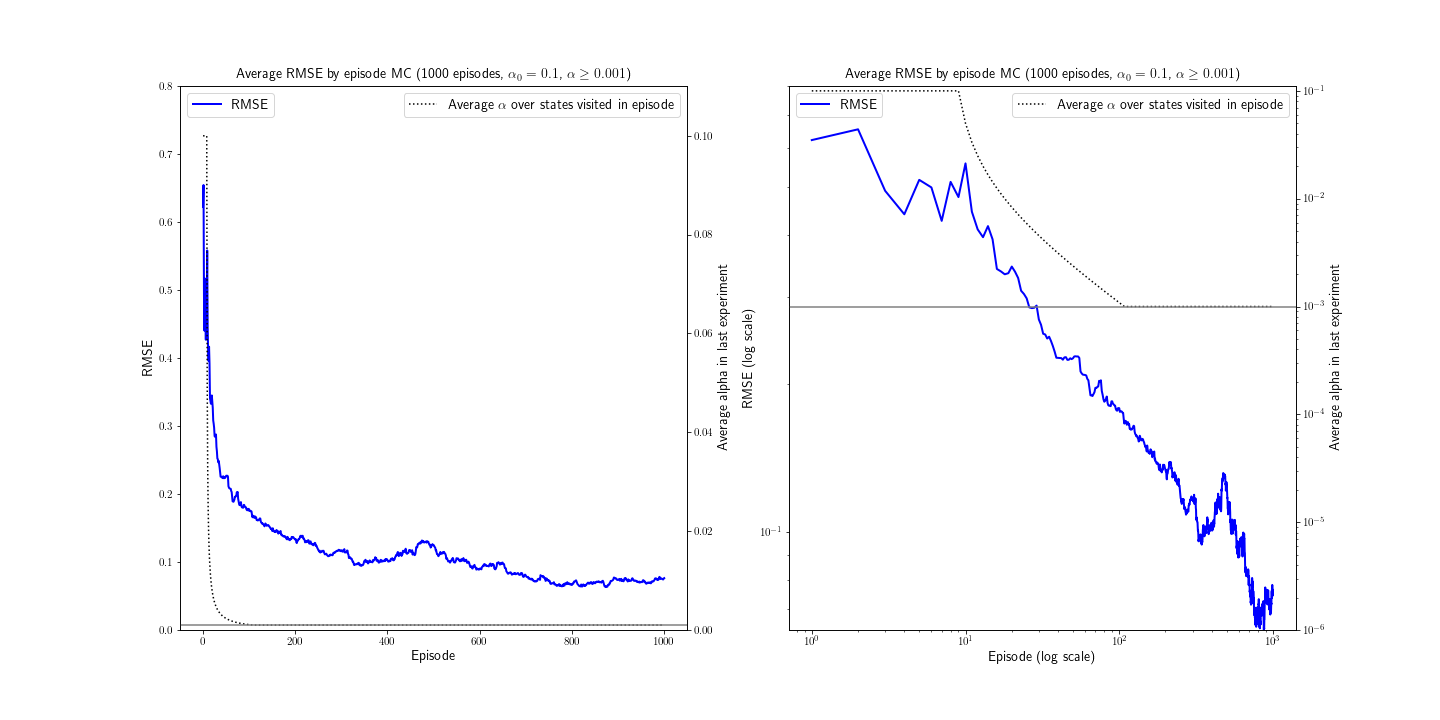 Average RMSE by episode MC (1000 episodes, α₀ = 0.1, α ≥ 0.001)
RMSE
Average α over states visited in episode
0.8
0.7
0.6
0.5
0.4
0.3
0.2
0.1
0.0
RMSE
0.10
0.08
0.06
0.04
0.02
0.00
Average alpha in last experiment
0
200
400
600
800
1000
Episode
Average RMSE by episode MC (1000 episodes, α₀ = 0.1, α ≥ 0.001)
RMSE
Average α over states visited in episode
10⁻¹
RMSE (log scale)
10⁻¹
10⁻²
10⁻³
10⁻⁴
10⁻⁵
10⁻⁶
Average alpha in last experiment
10⁰
10¹
10²
10³
Episode (log scale)